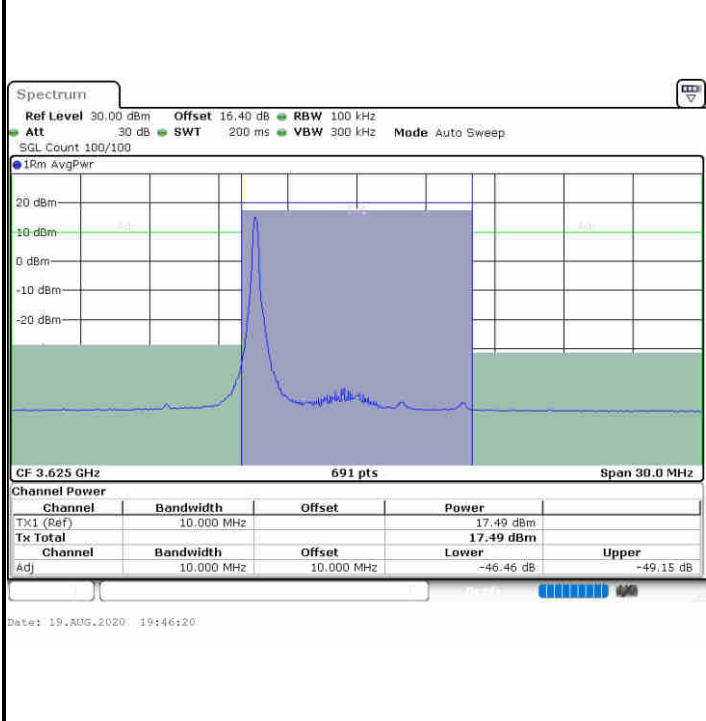 Spectrum
Ref Level 30.00 dBm Offset 16.40 dB RBW 100 kHz
Att 30 dB SWT 200 ms VBW 300 kHz Mode Auto Sweep
SGL Count 100/100
1Rm AvgPwr
20 dBm
Adj Adj
10 dBm
0 dBm
-10 dBm
-20 dBm
CF 3.625 GHz 691 pts Span 30.0 MHz
Channel Power
Channel Bandwidth Offset Power
TX1 (Ref) 10.000 MHz 17.49 dBm
Tx Total 17.49 dBm
Channel Bandwidth Offset Lower Upper
Adj 10.000 MHz 10.000 MHz -46.46 dB -49.15 dB
Date: 19.AUG.2020 19:46:20